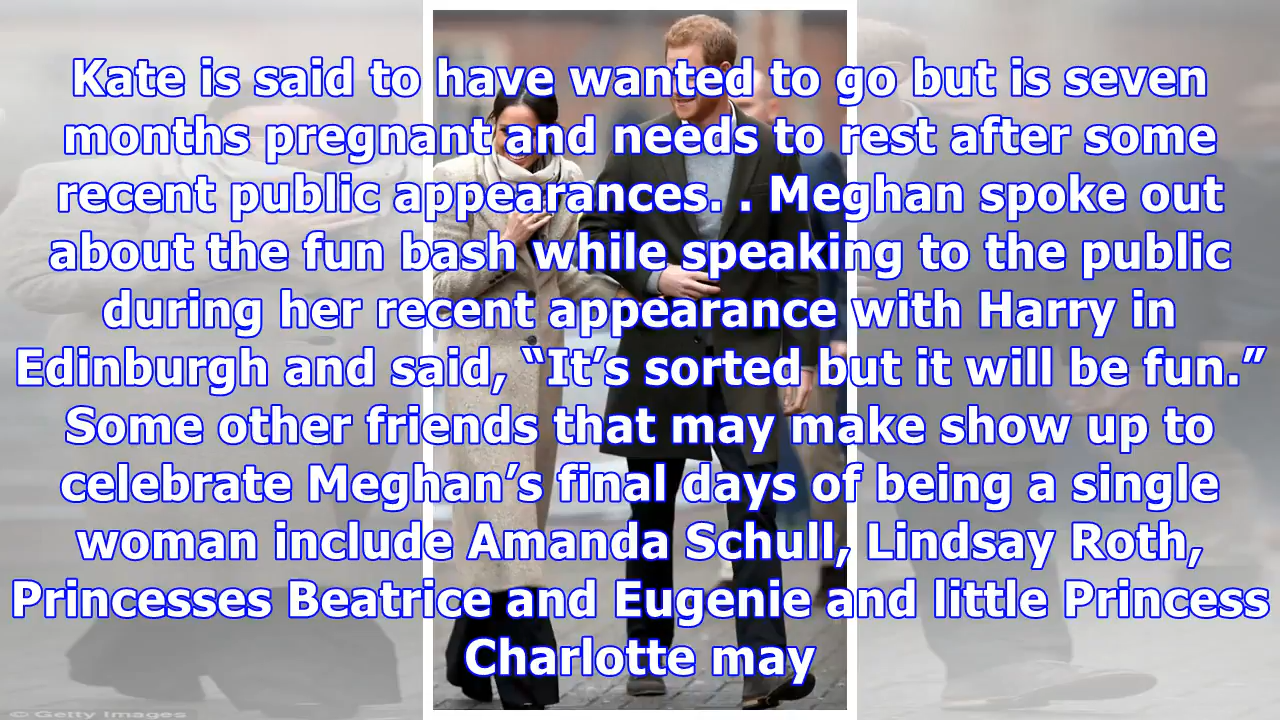 Kate is said to have wanted to go but is seven
months pregnant and needs to rest after some
recent public appearances. . Meghan spoke out
about the fun bash while speaking to the public
during her recent appearance with Harry in
Edinburgh and said, “It’s sorted but it will be fun.”
Some other friends that may make show up to
celebrate Meghan’s final days of being a single
woman include Amanda Schull, Lindsay Roth,
Princesses Beatrice and Eugenie and little Princess
Charlotte may
© Getty Images